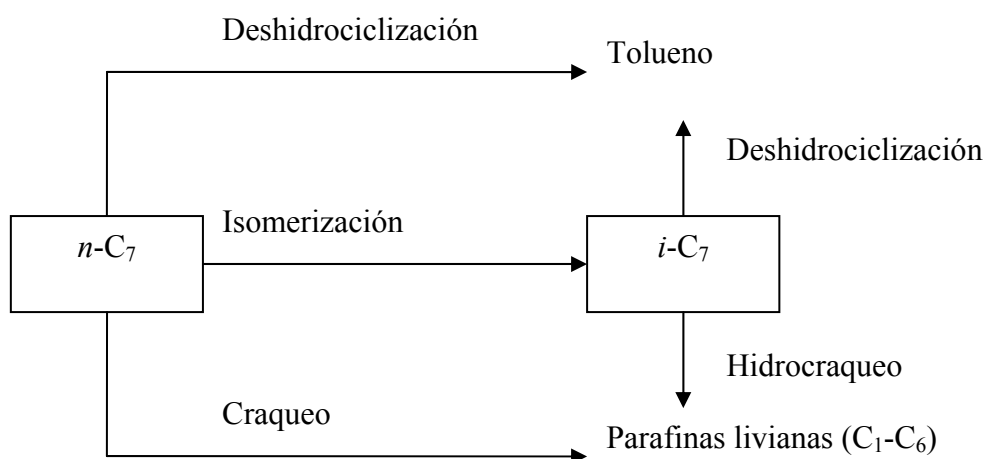 Deshidrociclización
Tolueno
Deshidrociclización
Isomerización
n-C₇
i-C₇
Hidrocraqueo
Craqueo
Parafinas livianas (C₁-C₆)